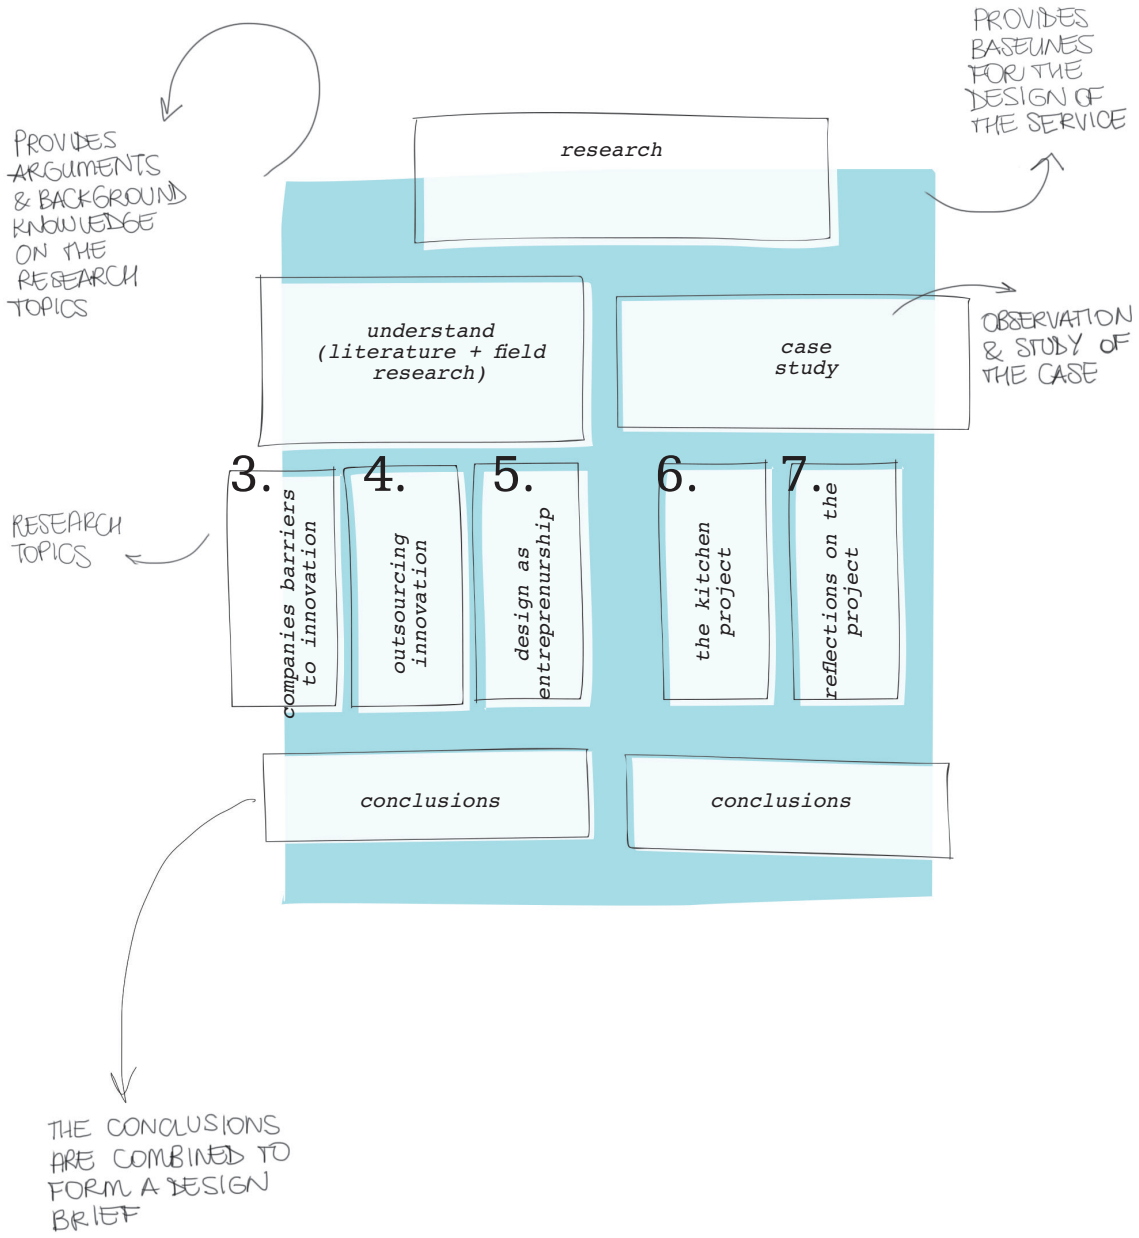 PROVIDES
BASELINES
FOR THE
DESIGN OF
THE SERVICE
PROVIDES
ARGUMENTS
& BACKGROUND
KNOWLEDGE
ON THE
RESEARCH
TOPICS
research
understand
(literature + field
research)
case
study
OBSERVATION
& STUDY OF
THE CASE
3.
companies barriers
to innovation
4.
outsourcing
innovation
5.
design as
entreprenurship
6.
the kitchen
project
7.
reflections on the
project
RESEARCH
TOPICS
conclusions
conclusions
THE CONCLUSIONS
ARE COMBINED TO
FORM A DESIGN
BRIEF